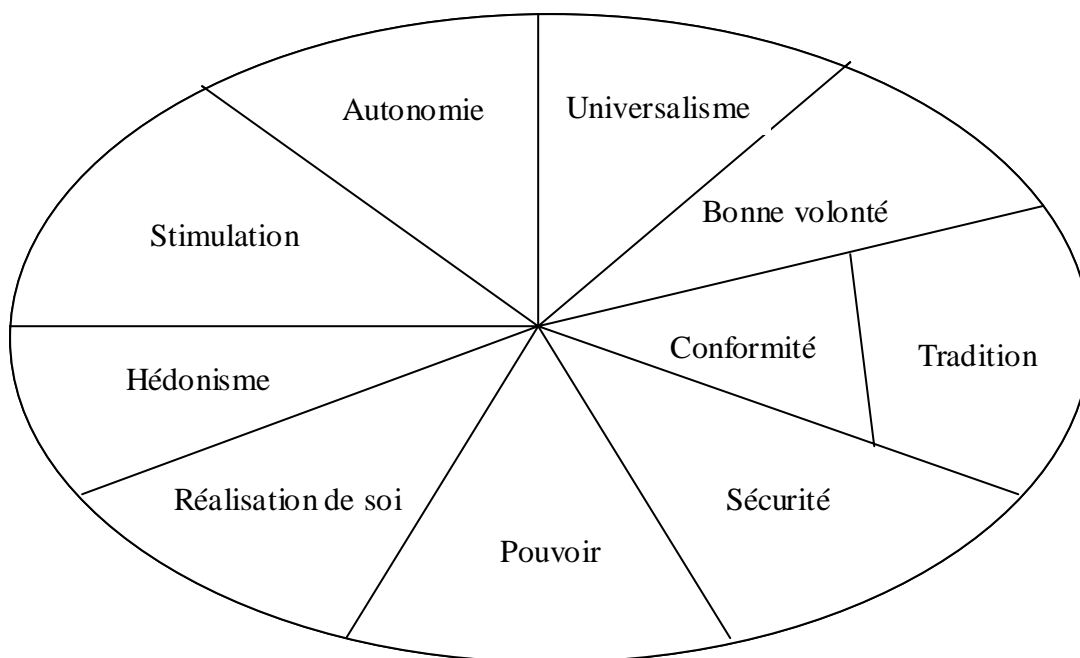 Autonomie
Universalisme
Bonne volonté
Stimulation
Conformité
Tradition
Hédonisme
Réalisation de soi
Sécurité
Pouvoir